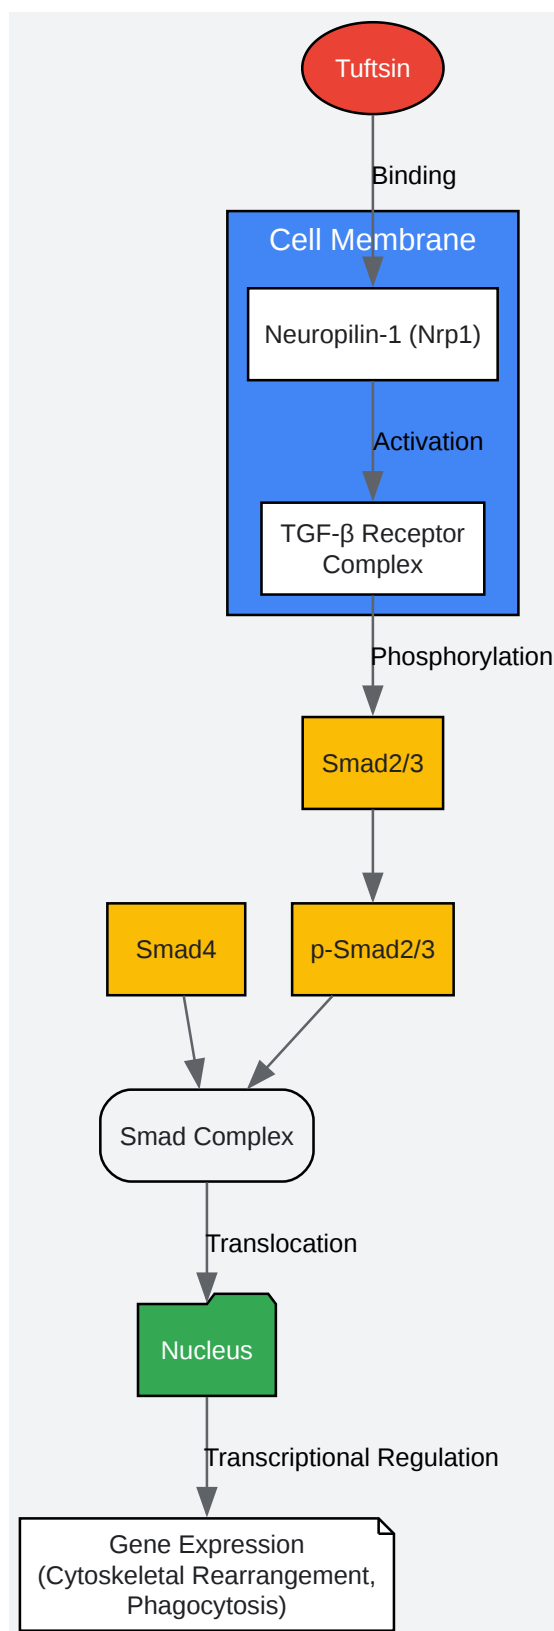 Tuftsin
Binding
Cell Membrane
Neuropilin-1 (Nrp1)
Activation
TGF-β Receptor
Complex
Phosphorylation
Smad2/3
Smad4
p-Smad2/3
Smad Complex
Translocation
Nucleus
Transcriptional Regulation
Gene Expression
(Cytoskeletal Rearrangement,
Phagocytosis)